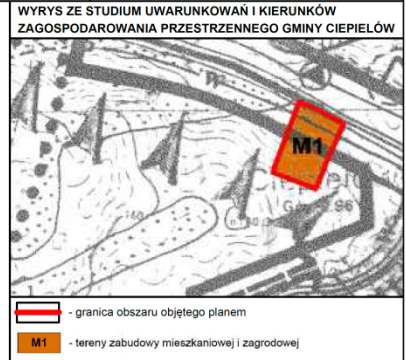 WYRYS ZE STUDIUM UWARUNKOWAŃ I KIERUNKÓW
ZAGOSPODAROWANIA PRZESTRZENNEGO GMINY CIEPIELÓW
M1
- granica obszaru objętego planem
M1 - tereny zabudowy mieszkaniowej i zagrodowej